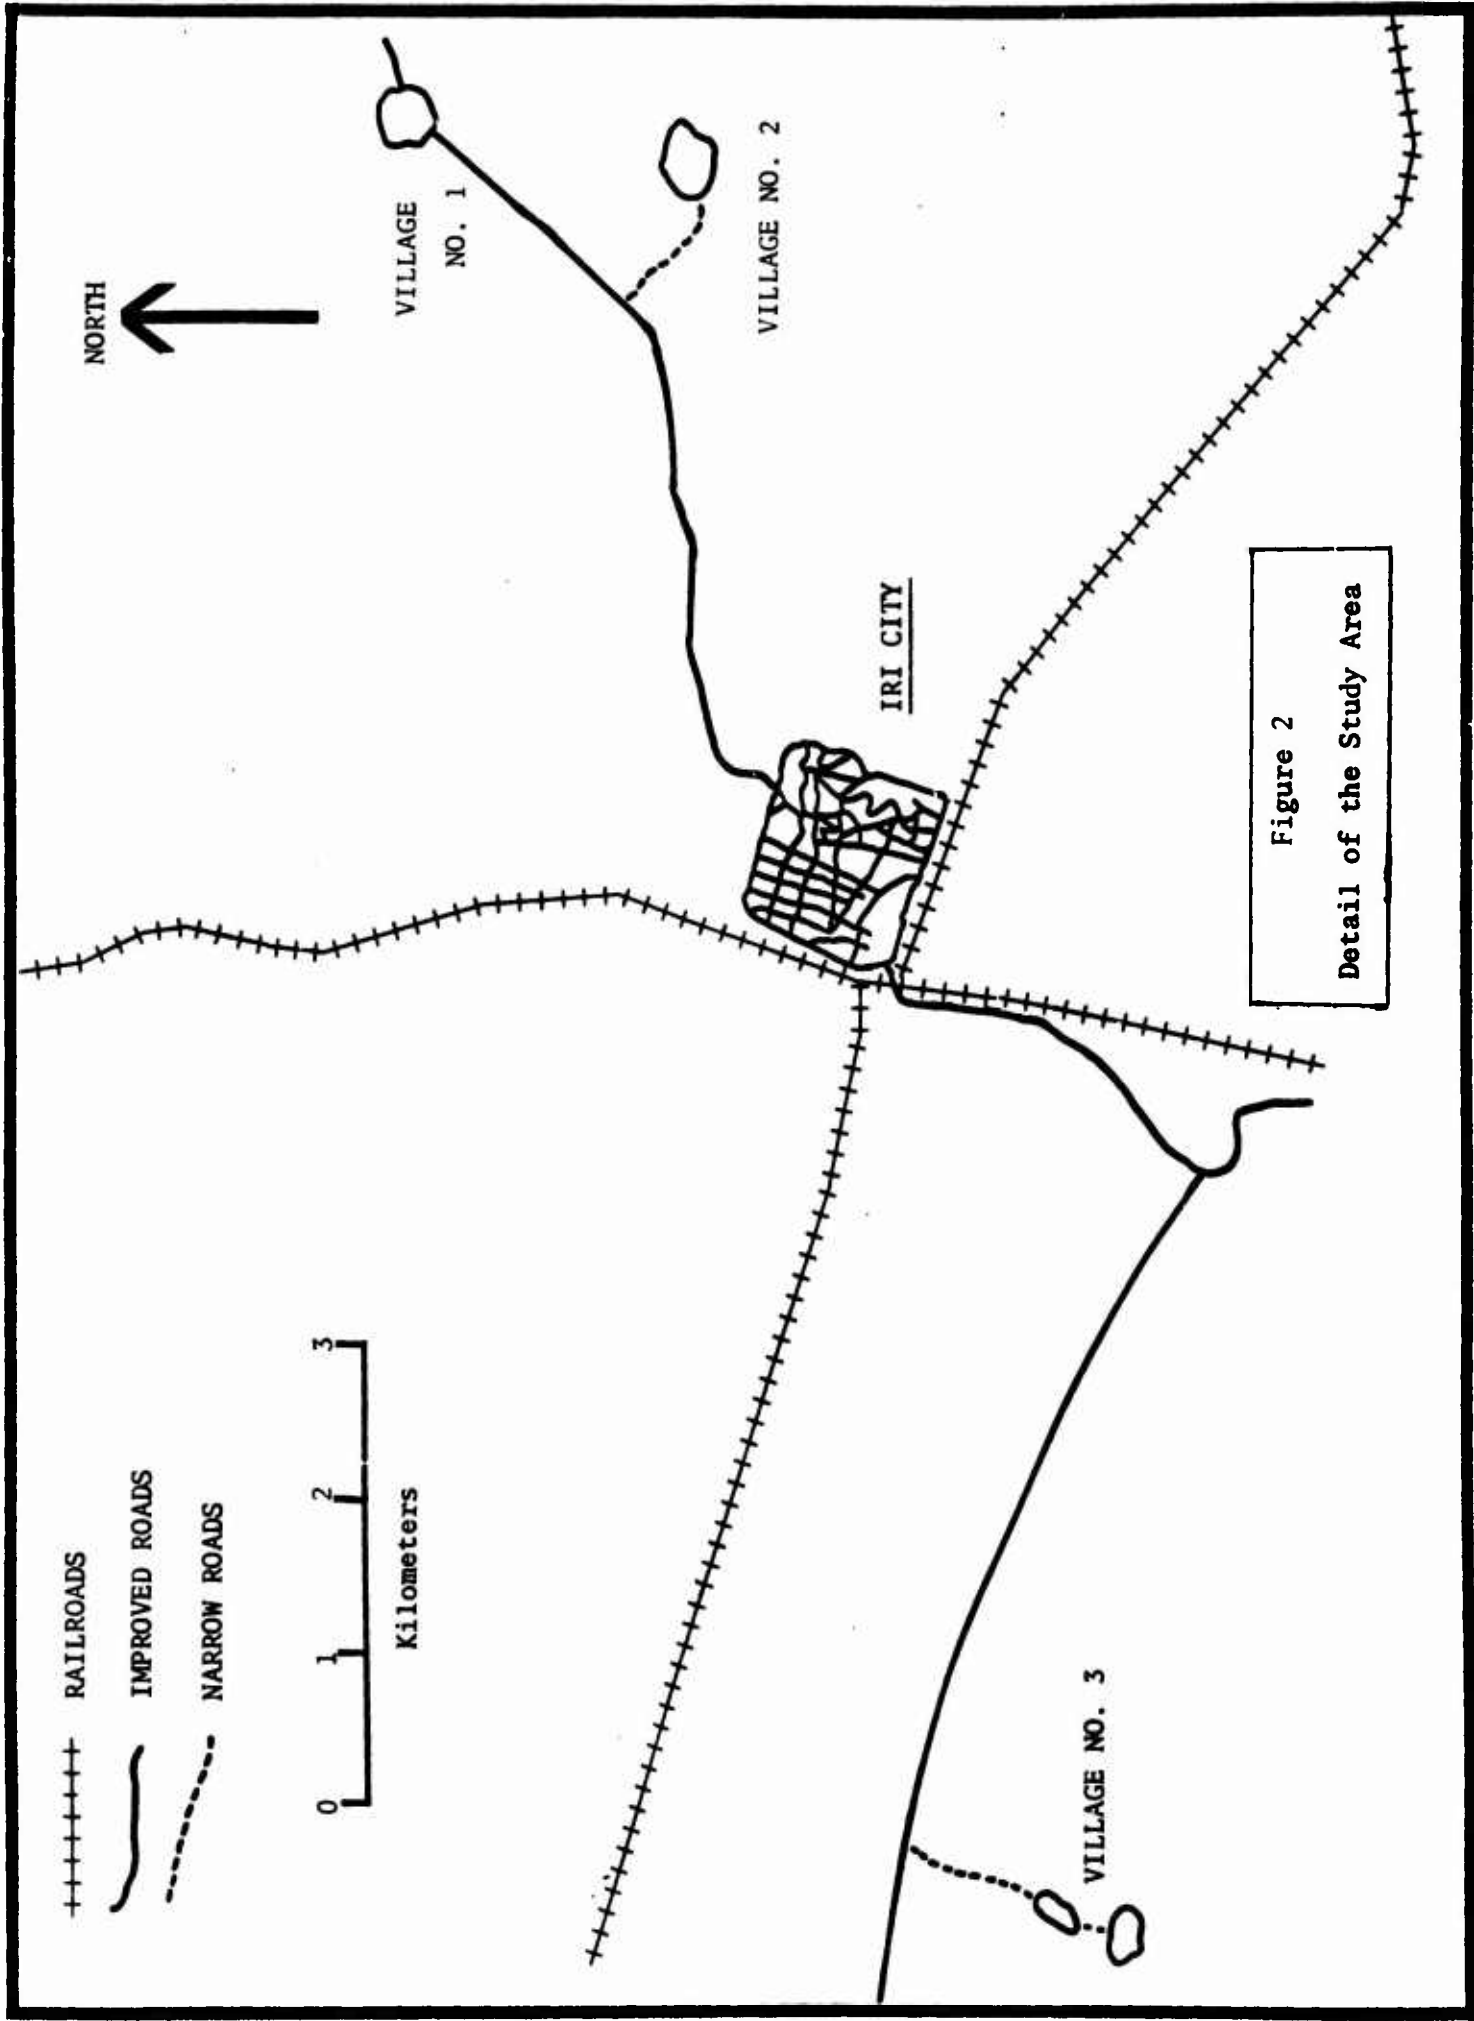 RAILROADS
IMPROVED ROADS
NARROW ROADS
0 1 2 3
Kilometers
NORTH
VILLAGE
NO. 1
VILLAGE NO. 2
IRI CITY
VILLAGE NO. 3
Figure 2
Detail of the Study Area